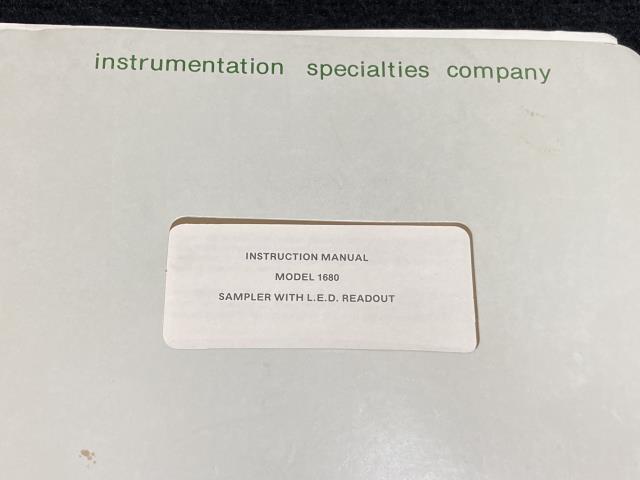 instrumentation specialties company
INSTRUCTION MANUAL
MODEL 1680
SAMPLER WITH L.E.D. READOUT